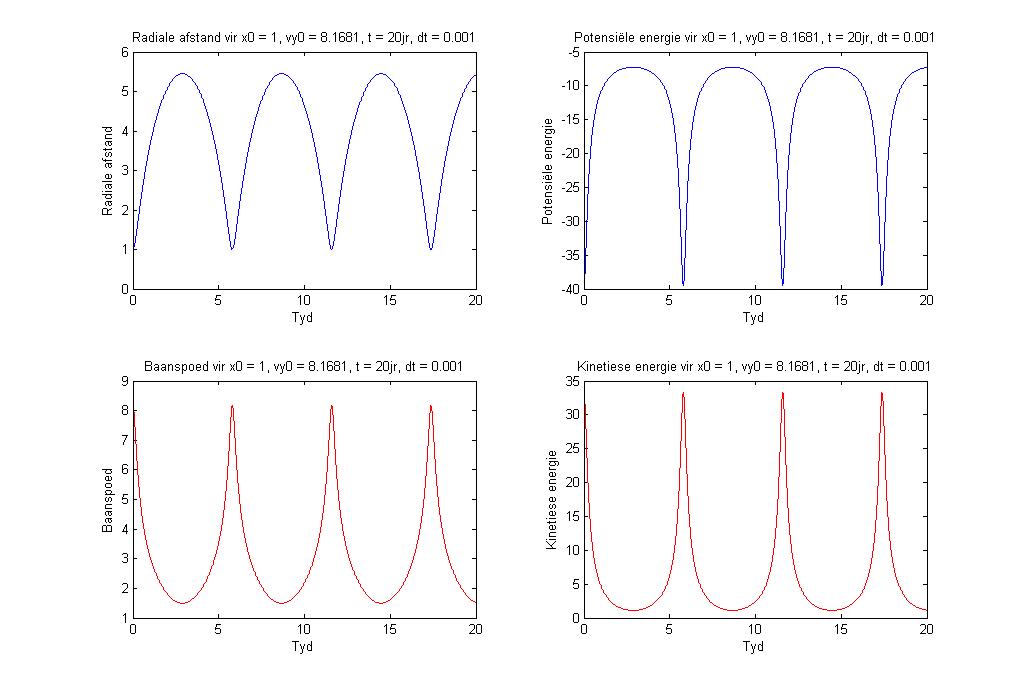 Radiale afstand vir x0 = 1, vy0 = 8.1681, t = 20jr, dt = 0.001
6
5
4
3
2
1
0
0 5 10 15 20
Radiale afstand
Tyd
Potensiële energie vir x0 = 1, vy0 = 8.1681, t = 20jr, dt = 0.001
-5
-10
-15
-20
-25
-30
-35
-40
0 5 10 15 20
Potensiële energie
Tyd
Baanspoed vir x0 = 1, vy0 = 8.1681, t = 20jr, dt = 0.001
9
8
7
6
5
4
3
2
1
0 5 10 15 20
Baanspoed
Tyd
Kinetiese energie vir x0 = 1, vy0 = 8.1681, t = 20jr, dt = 0.001
35
30
25
20
15
10
5
0
0 5 10 15 20
Kinetiese energie
Tyd